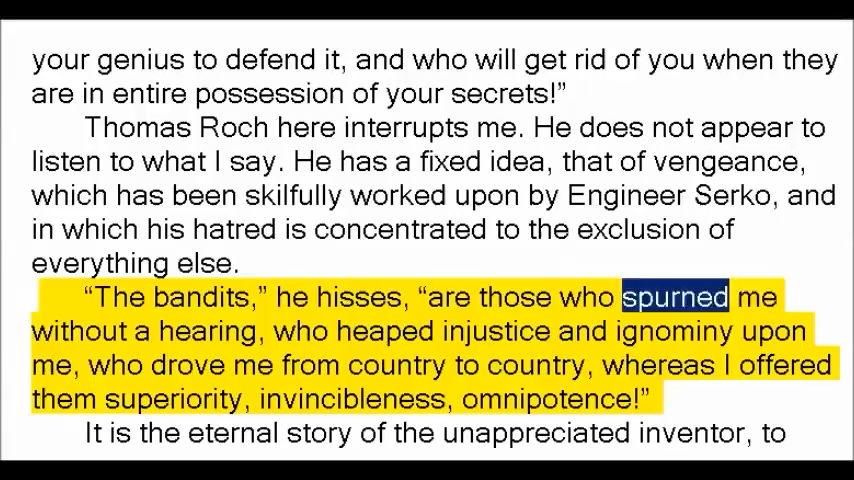 your genius to defend it, and who will get rid of you when they
are in entire possession of your secrets!”
Thomas Roch here interrupts me. He does not appear to
listen to what I say. He has a fixed idea, that of vengeance,
which has been skilfully worked upon by Engineer Serko, and
in which his hatred is concentrated to the exclusion of
everything else.
“The bandits,” he hisses, “are those who spurned me
without a hearing, who heaped injustice and ignominy upon
me, who drove me from country to country, whereas I offered
them superiority, invincibleness, omnipotence!”
It is the eternal story of the unappreciated inventor, to